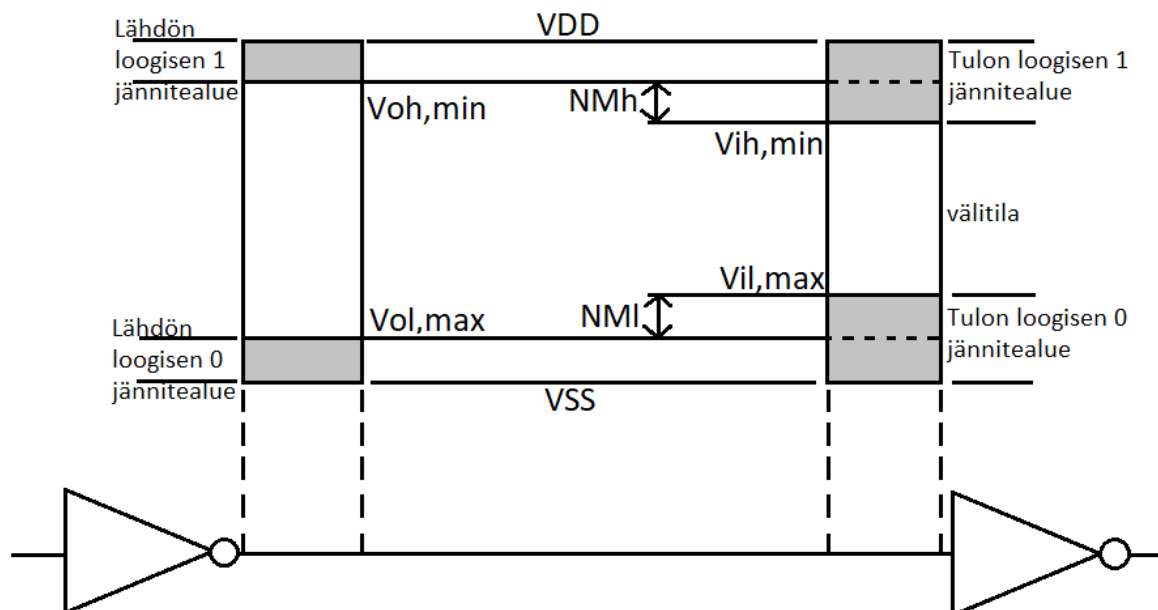 Lähdön
loogisen 1
jännitealue
VDD
Tulon loogisen 1
jännitealue
Voh,min
NMh
Vih,min
välitila
Vil,max
Vol,max
NMl
Tulon loogisen 0
jännitealue
Lähdön
loogisen 0
jännitealue
VSS